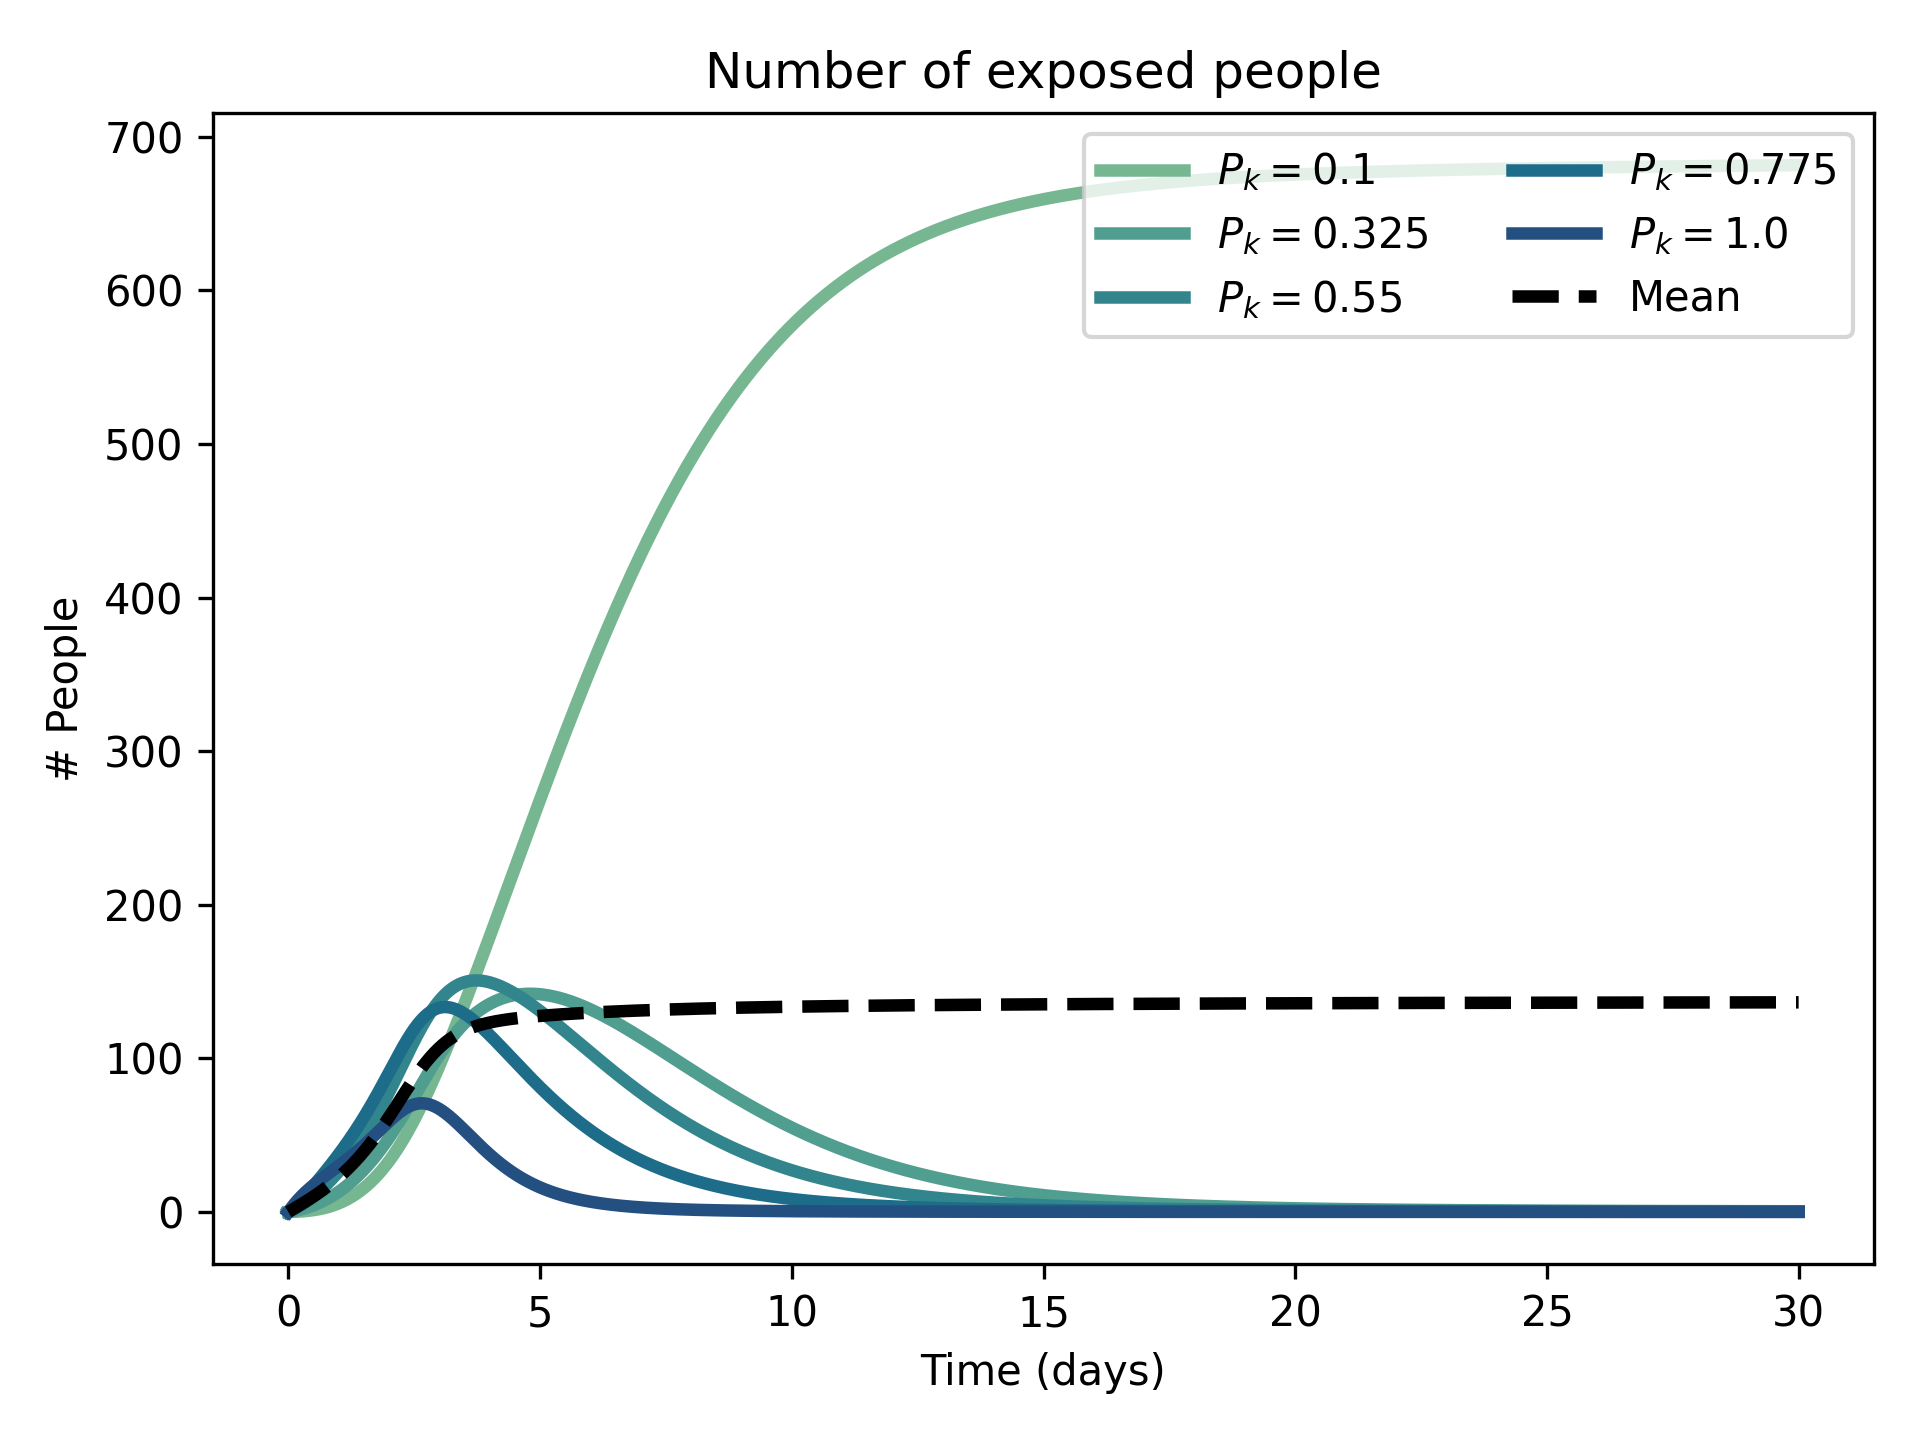 Number of exposed people
700
600
500
400
300
200
100
0
# People
P_k = 0.1
P_k = 0.325
P_k = 0.55
P_k = 0.775
P_k = 1.0
Mean
0 5 10 15 20 25 30
Time (days)